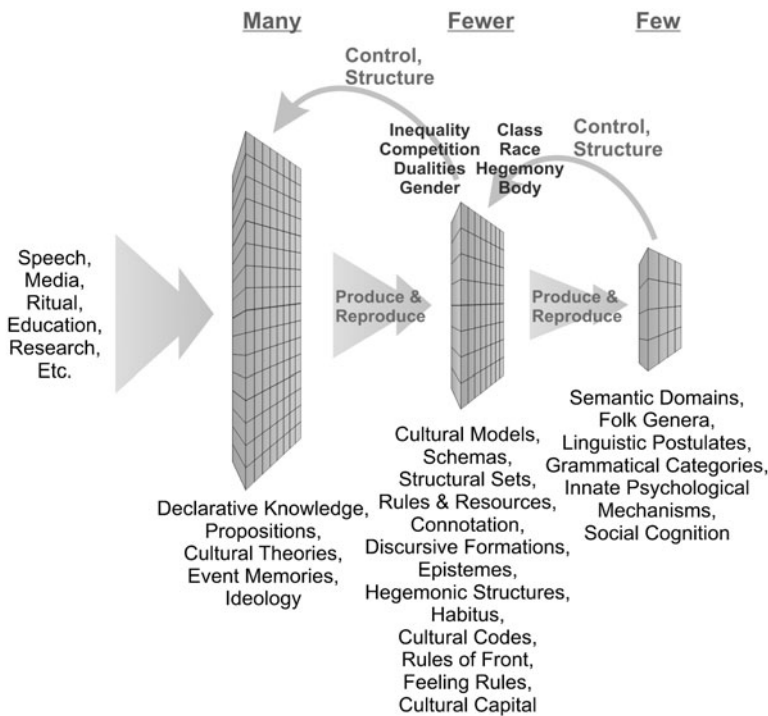 Many
Fewer
Few
Control,
Structure
Inequality
Competition
Dualities
Gender
Class
Race
Hegemony
Body
Control,
Structure
Speech,
Media,
Ritual,
Education,
Research,
Etc.
Produce &
Reproduce
Produce &
Reproduce
Declarative Knowledge,
Propositions,
Cultural Theories,
Event Memories,
Ideology
Cultural Models,
Schemas,
Structural Sets,
Rules & Resources,
Connotation,
Discursive Formations,
Epistemes,
Hegemonic Structures,
Habitus,
Cultural Codes,
Rules of Front,
Feeling Rules,
Cultural Capital
Semantic Domains,
Folk Genera,
Linguistic Postulates,
Grammatical Categories,
Innate Psychological
Mechanisms,
Social Cognition